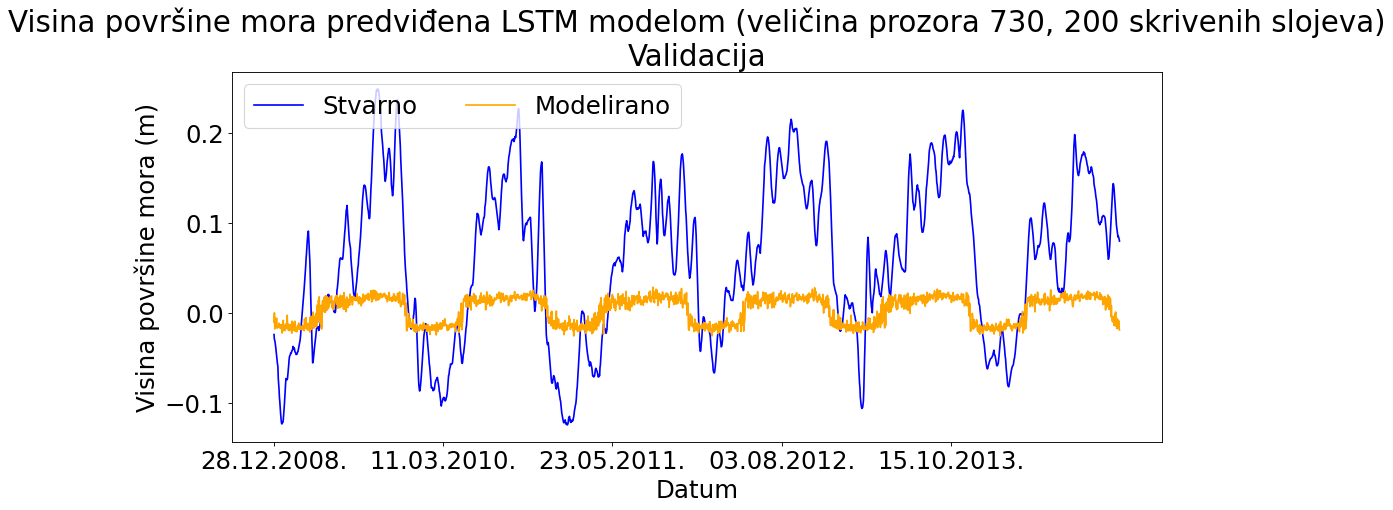 Visina površine mora predviđena LSTM modelom (veličina prozora 730, 200 skrivenih slojeva)
Validacija
Stvarno
Modelirano
Visina površine mora (m)
0.2
0.1
0.0
−0.1
28.12.2008.
11.03.2010.
23.05.2011.
03.08.2012.
15.10.2013.
Datum